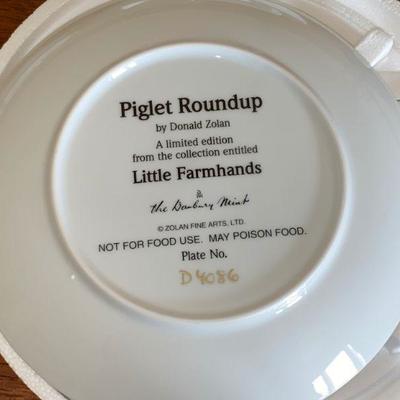 Piglet Roundup
by Donald Zolan
A limited edition
from the collection entitled
Little Farmhands
the Danbury Mint
© ZOLAN FINE ARTS, LTD.
NOT FOR FOOD USE. MAY POISON FOOD.
Plate No.
D4086